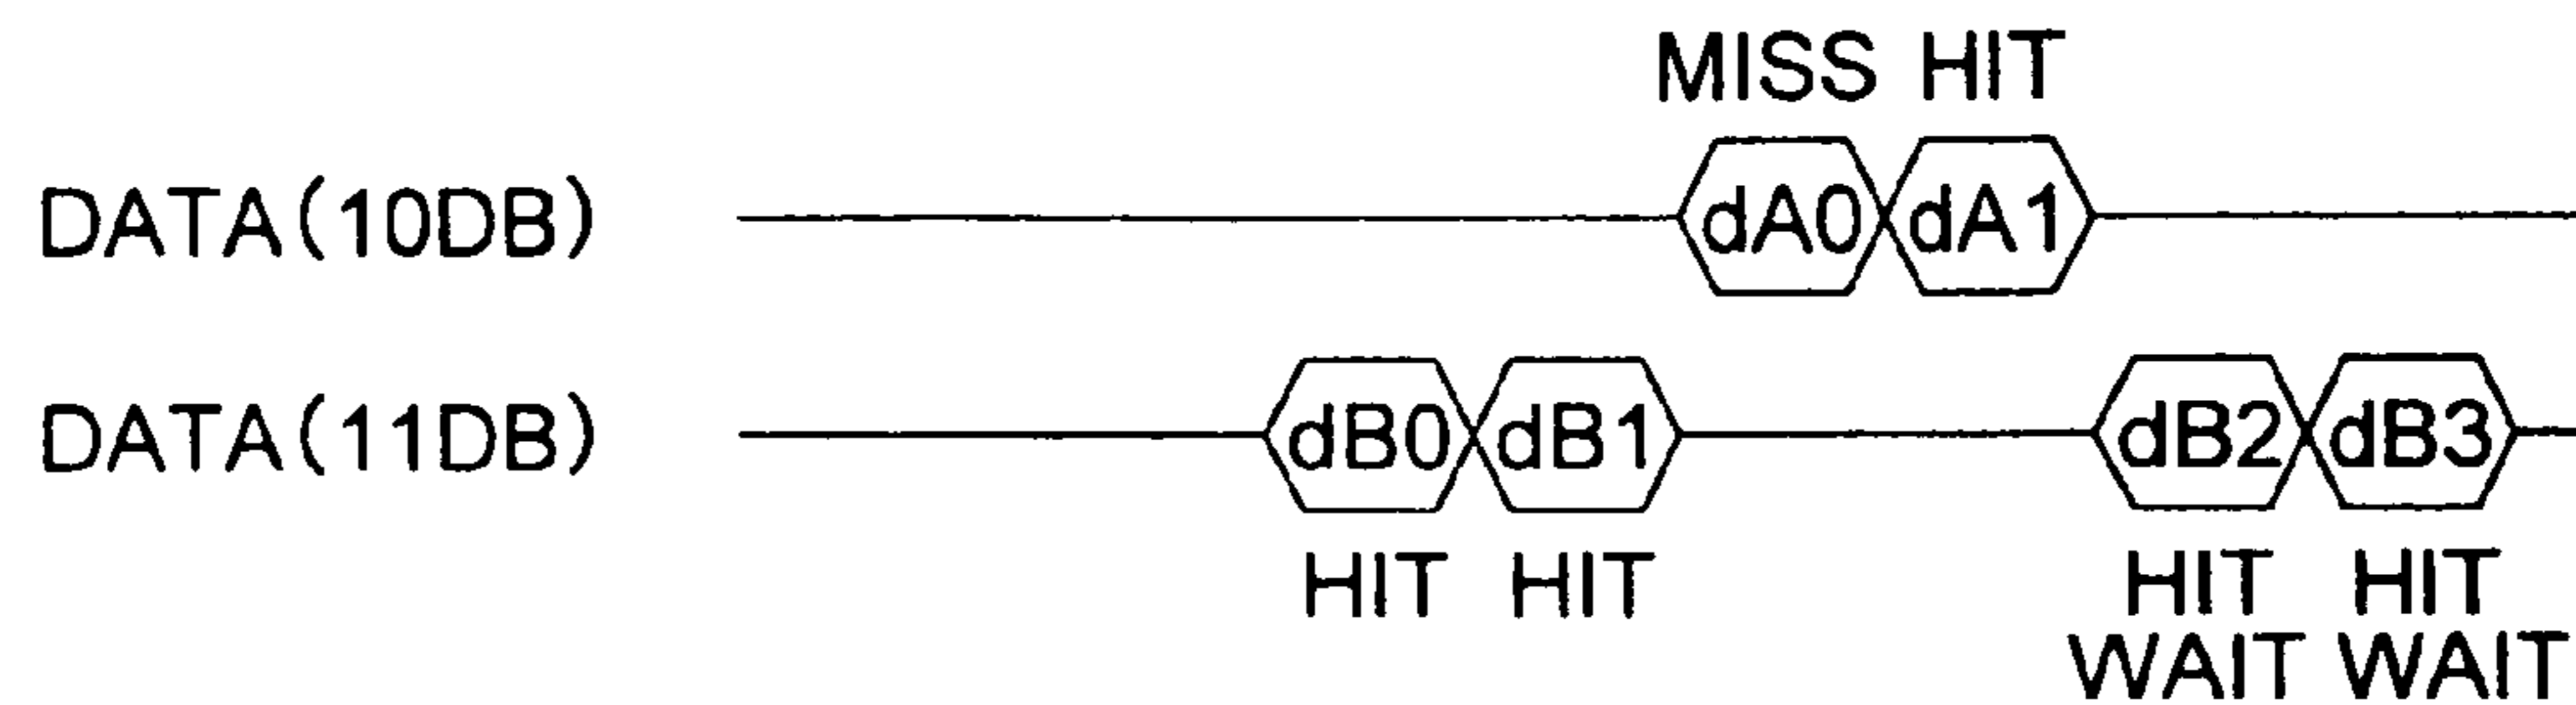 MISS HIT
DATA(10DB) dA0 dA1
DATA(11DB) dB0 dB1 dB2 dB3
HIT HIT HIT HIT
WAIT WAIT